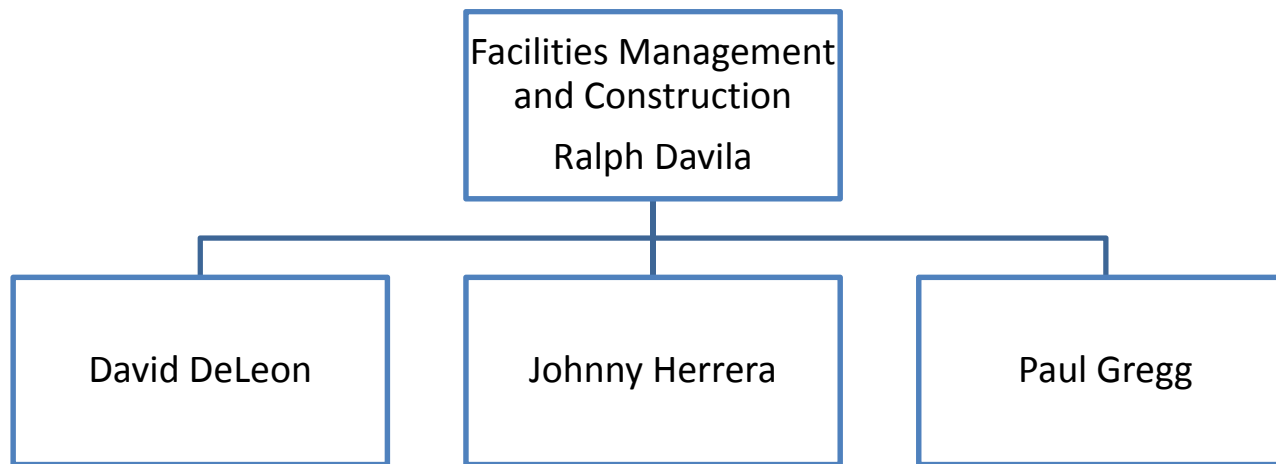 Facilities Management
and Construction
Ralph Davila
David DeLeon
Johnny Herrera
Paul Gregg